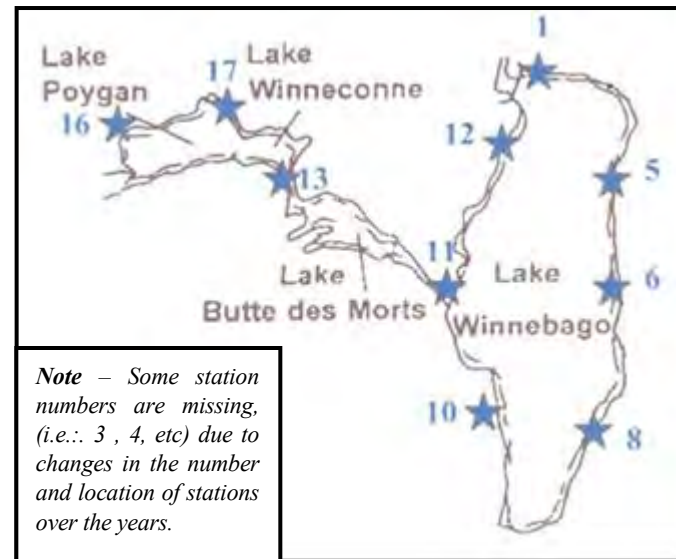 1
Lake
Poygan
17
Lake
Winneconne
16
12
13
5
11
Lake
Butte des Morts
Lake
Winnebago
6
10
8
Note – Some station
numbers are missing,
(i.e.:. 3 , 4, etc) due to
changes in the number
and location of stations
over the years.